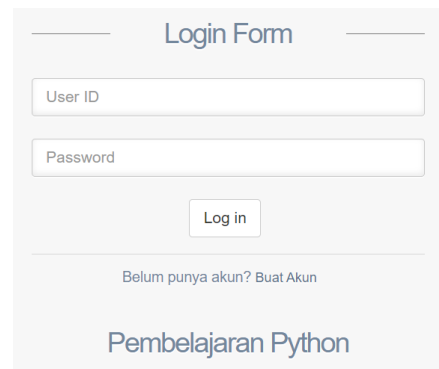 Login Form
User ID
Password
Log in
Belum punya akun? Buat Akun
Pembelajaran Python